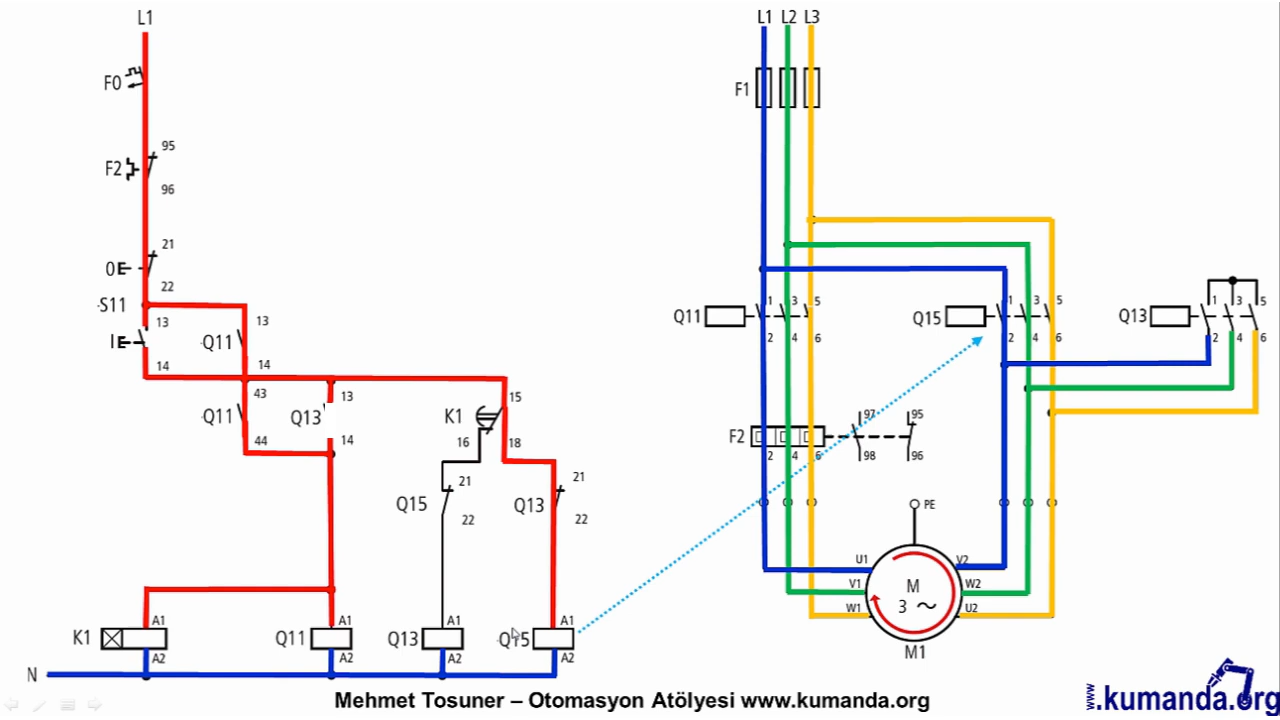 L1
F0
F2
95
96
0
21
22
-S11
I
13
14
Q11
13
14
Q11
43
44
Q13
13
14
K1
15
16
18
Q15
21
22
Q13
21
22
K1
A1
A2
Q11
A1
A2
Q13
A1
A2
Q15
A1
A2
N
L1 L2 L3
F1
Q11
1 3 5
2 4 6
Q15
1 3 5
2 4 6
Q13
1 3 5
2 4 6
F2
2 4 6
97
98
95
96
PE
U1
V1
W1
V2
W2
U2
M
3 ~
M1
Mehmet Tosuner – Otomasyon Atölyesi www.kumanda.org
www.kumanda.org